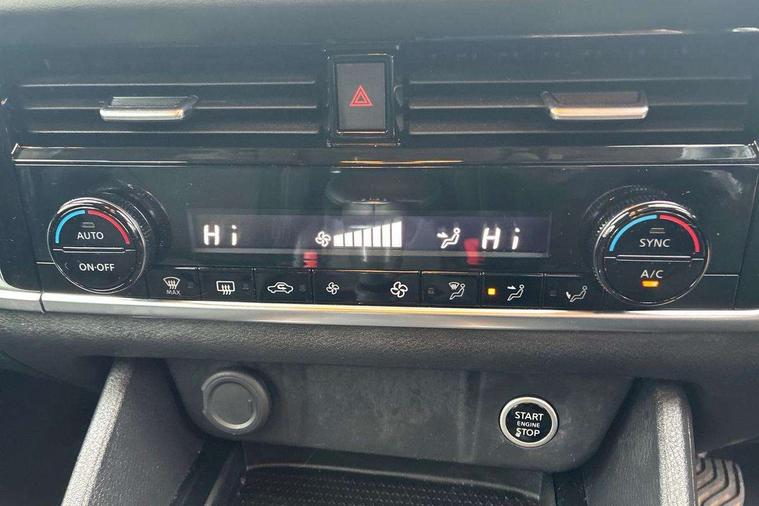 Hi
Hi
AUTO
ON·OFF
SYNC
A/C
MAX
START
ENGINE
STOP